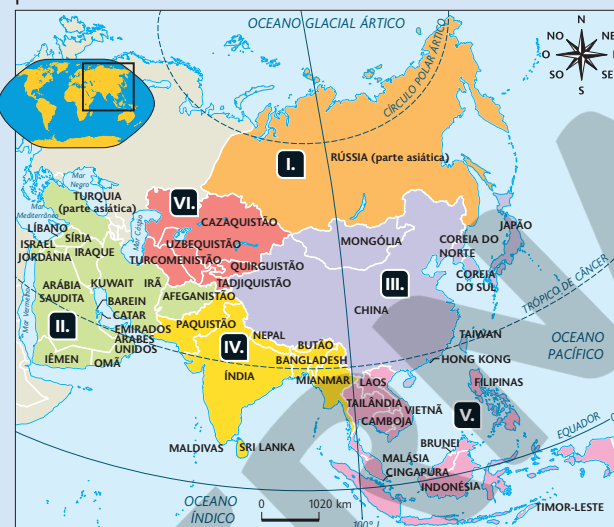 OCEANO GLACIAL ÁRTICO
N
NO
NE
O
SO
SE
S
CÍRCULO POLAR ÁRTICO
I.
RÚSSIA (parte asiática)
Mar
Negro
Mar
Mediterrâneo
TURQUIA
(parte asiática)
VI.
CAZAQUISTÃO
Mar Cáspio
LÍBANO
SÍRIA
ISRAEL
IRAQUE
JORDÂNIA
UZBEQUISTÃO
TURCOMENISTÃO
QUIRGUISTÃO
TADJIQUISTÃO
MONGÓLIA
COREIA DO
NORTE
JAPÃO
COREIA
DO SUL
III.
CHINA
TRÓPICO DE CÂNCER
ARÁBIA
SAUDITA
KUWAIT
IRÃ
AFEGANISTÃO
BAREIN
CATAR
EMIRADOS
ÁRABES
UNIDOS
Mar Vermelho
II.
IÊMEN
OMÃ
PAQUISTÃO
IV.
NEPAL
BUTÃO
BANGLADESH
ÍNDIA
MIANMAR
TAIWAN
HONG KONG
OCEANO
PACÍFICO
LAOS
TAILÂNDIA
VIETNÃ
CAMBOJA
FILIPINAS
V.
EQUADOR
MALDIVAS
SRI LANKA
BRUNEI
MALÁSIA
CINGAPURA
INDONÉSIA
TIMOR-LESTE
OCEANO
ÍNDICO
0 1020 km
100° L